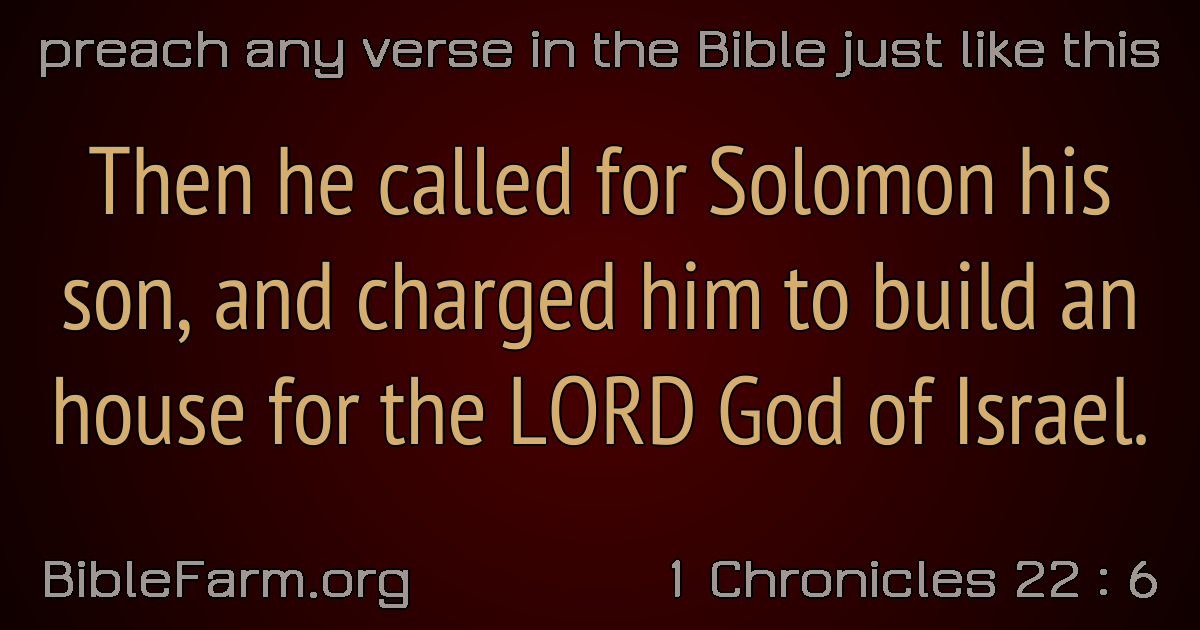 preach any verse in the Bible just like this
Then he called for Solomon his
son, and charged him to build an
house for the LORD God of Israel.
BibleFarm.org
1 Chronicles 22 : 6